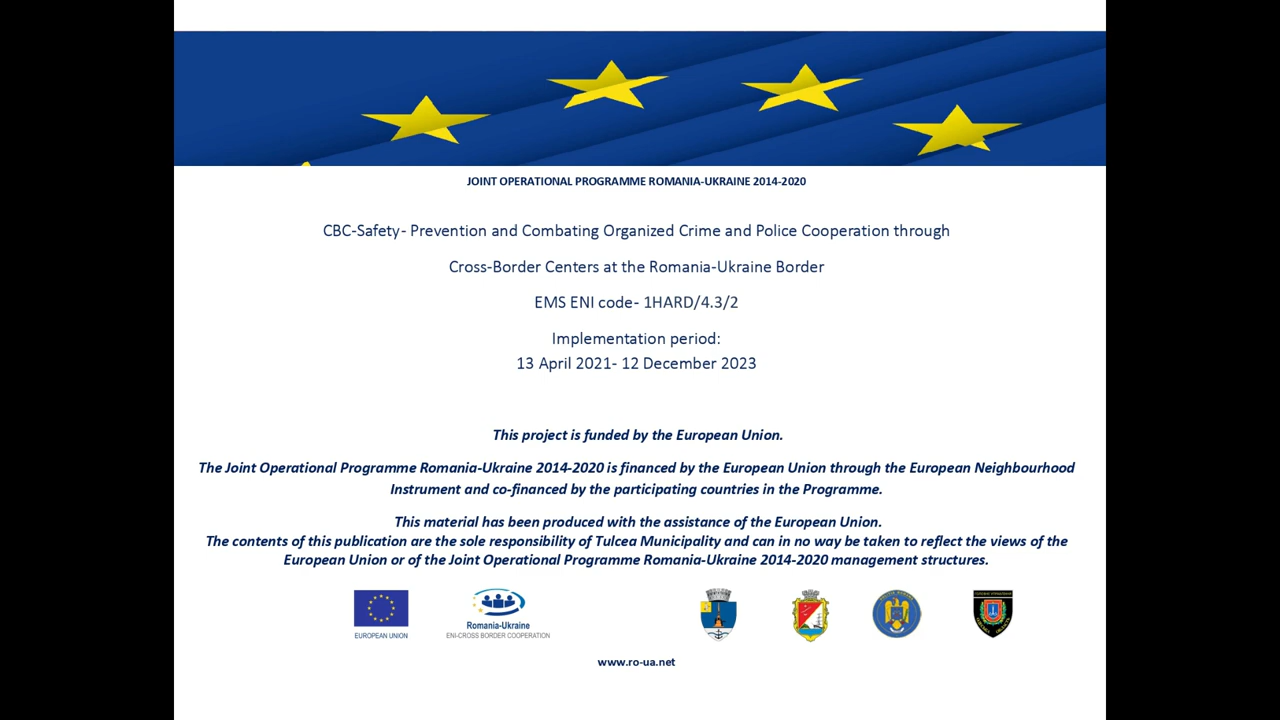 JOINT OPERATIONAL PROGRAMME ROMANIA-UKRAINE 2014-2020
CBC-Safety- Prevention and Combating Organized Crime and Police Cooperation through
Cross-Border Centers at the Romania-Ukraine Border
EMS ENI code- 1HARD/4.3/2
Implementation period:
13 April 2021- 12 December 2023
This project is funded by the European Union.
The Joint Operational Programme Romania-Ukraine 2014-2020 is financed by the European Union through the European Neighbourhood
Instrument and co-financed by the participating countries in the Programme.
This material has been produced with the assistance of the European Union.
The contents of this publication are the sole responsibility of Tulcea Municipality and can in no way be taken to reflect the views of the
European Union or of the Joint Operational Programme Romania-Ukraine 2014-2020 management structures.
EUROPEAN UNION
Romania-Ukraine
ENI-CROSS BORDER COOPERATION
www.ro-ua.net